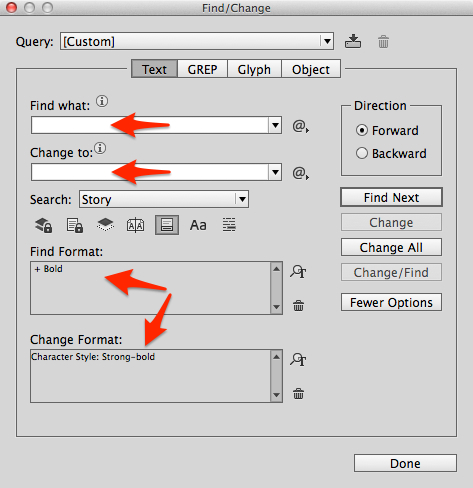 Find/Change
Query: [Custom]
Text GREP Glyph Object
Find what:
Change to:
Search: Story
Find Format:
+ Bold
Change Format:
Character Style: Strong-bold
Direction
Forward
Backward
Find Next
Change
Change All
Change/Find
Fewer Options
Done